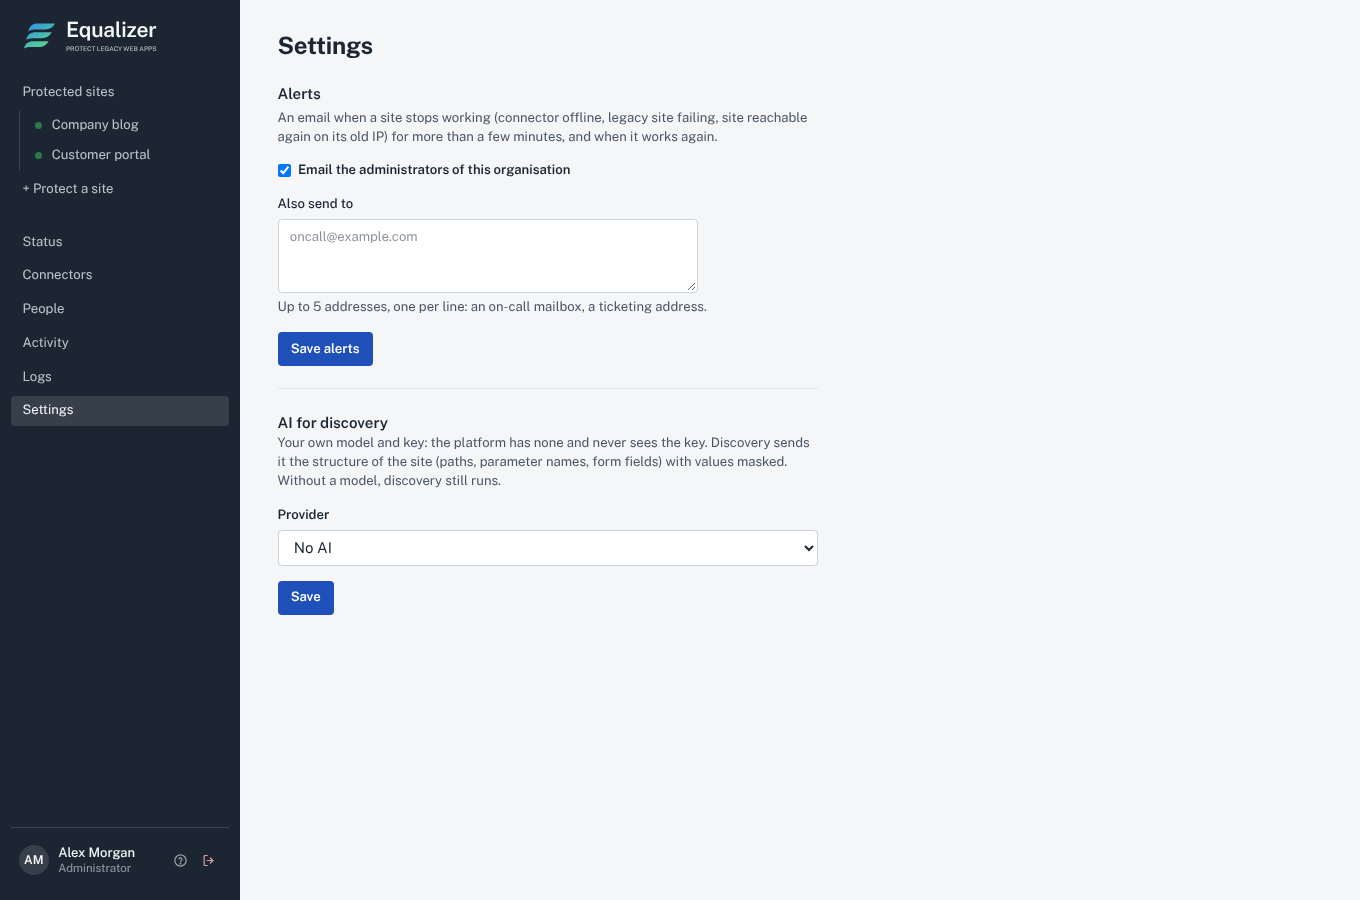 Equalizer
PROTECT LEGACY WEB APPS
Protected sites
Company blog
Customer portal
+ Protect a site
Status
Connectors
People
Activity
Logs
Settings
AM
Alex Morgan
Administrator
Settings
Alerts
An email when a site stops working (connector offline, legacy site failing, site reachable
again on its old IP) for more than a few minutes, and when it works again.
Email the administrators of this organisation
Also send to
oncall@example.com
Up to 5 addresses, one per line: an on-call mailbox, a ticketing address.
Save alerts
AI for discovery
Your own model and key: the platform has none and never sees the key. Discovery sends
it the structure of the site (paths, parameter names, form fields) with values masked.
Without a model, discovery still runs.
Provider
No AI
Save